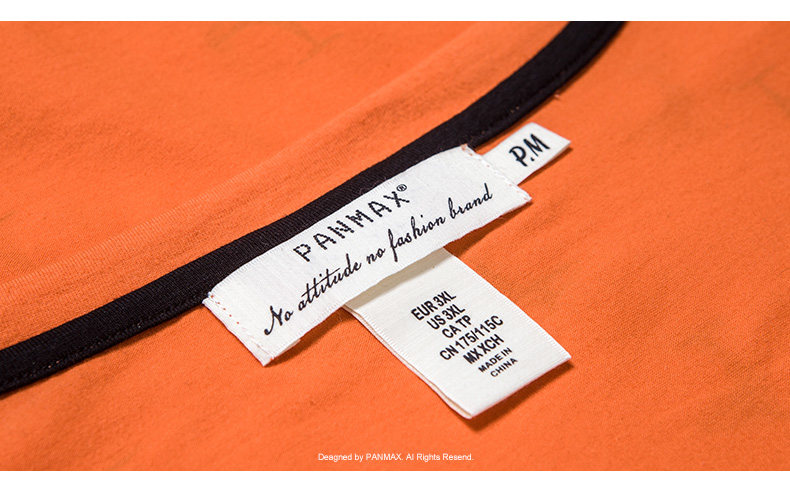 P.M
PANMAX®
No attitude no fashion brand
EUR 3XL
US 3XL
CA TP
CN 175/115C
MX XCH
MADE IN
CHINA
Deagned by PANMAX. All Rights Resend.